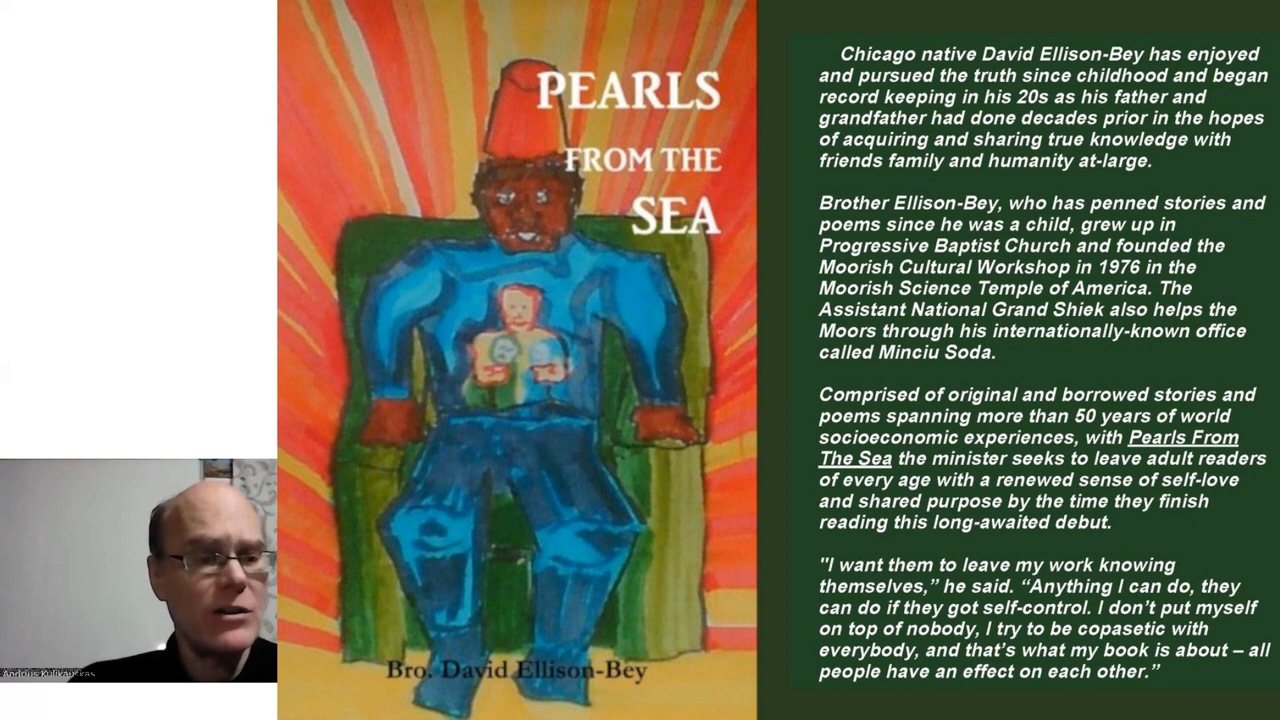 PEARLS
FROM THE
SEA
Bro. David Ellison-Bey
Chicago native David Ellison-Bey has enjoyed
and pursued the truth since childhood and began
record keeping in his 20s as his father and
grandfather had done decades prior in the hopes
of acquiring and sharing true knowledge with
friends family and humanity at-large.
Brother Ellison-Bey, who has penned stories and
poems since he was a child, grew up in
Progressive Baptist Church and founded the
Moorish Cultural Workshop in 1976 in the
Moorish Science Temple of America. The
Assistant National Grand Shiek also helps the
Moors through his internationally-known office
called Minciu Soda.
Comprised of original and borrowed stories and
poems spanning more than 50 years of world
socioeconomic experiences, with Pearls From
The Sea the minister seeks to leave adult readers
of every age with a renewed sense of self-love
and shared purpose by the time they finish
reading this long-awaited debut.
"I want them to leave my work knowing
themselves,” he said. “Anything I can do, they
can do if they got self-control. I don’t put myself
on top of nobody, I try to be copasetic with
everybody, and that’s what my book is about – all
people have an effect on each other.”